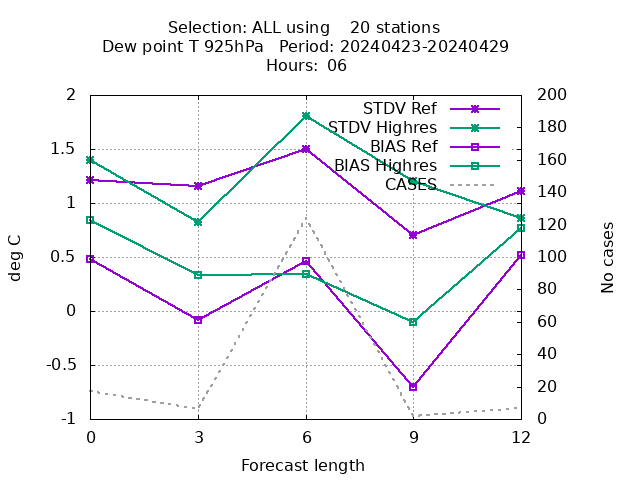 Selection: ALL using    20 stations
Dew point T 925hPa   Period: 20240423-20240429
Hours: 06
2
1.5
1
0.5
0
-0.5
-1
200
180
160
140
120
100
80
60
40
20
0
STDV Ref
STDV Highres
BIAS Ref
BIAS Highres
CASES
deg C
No cases
0 3 6 9 12
Forecast length